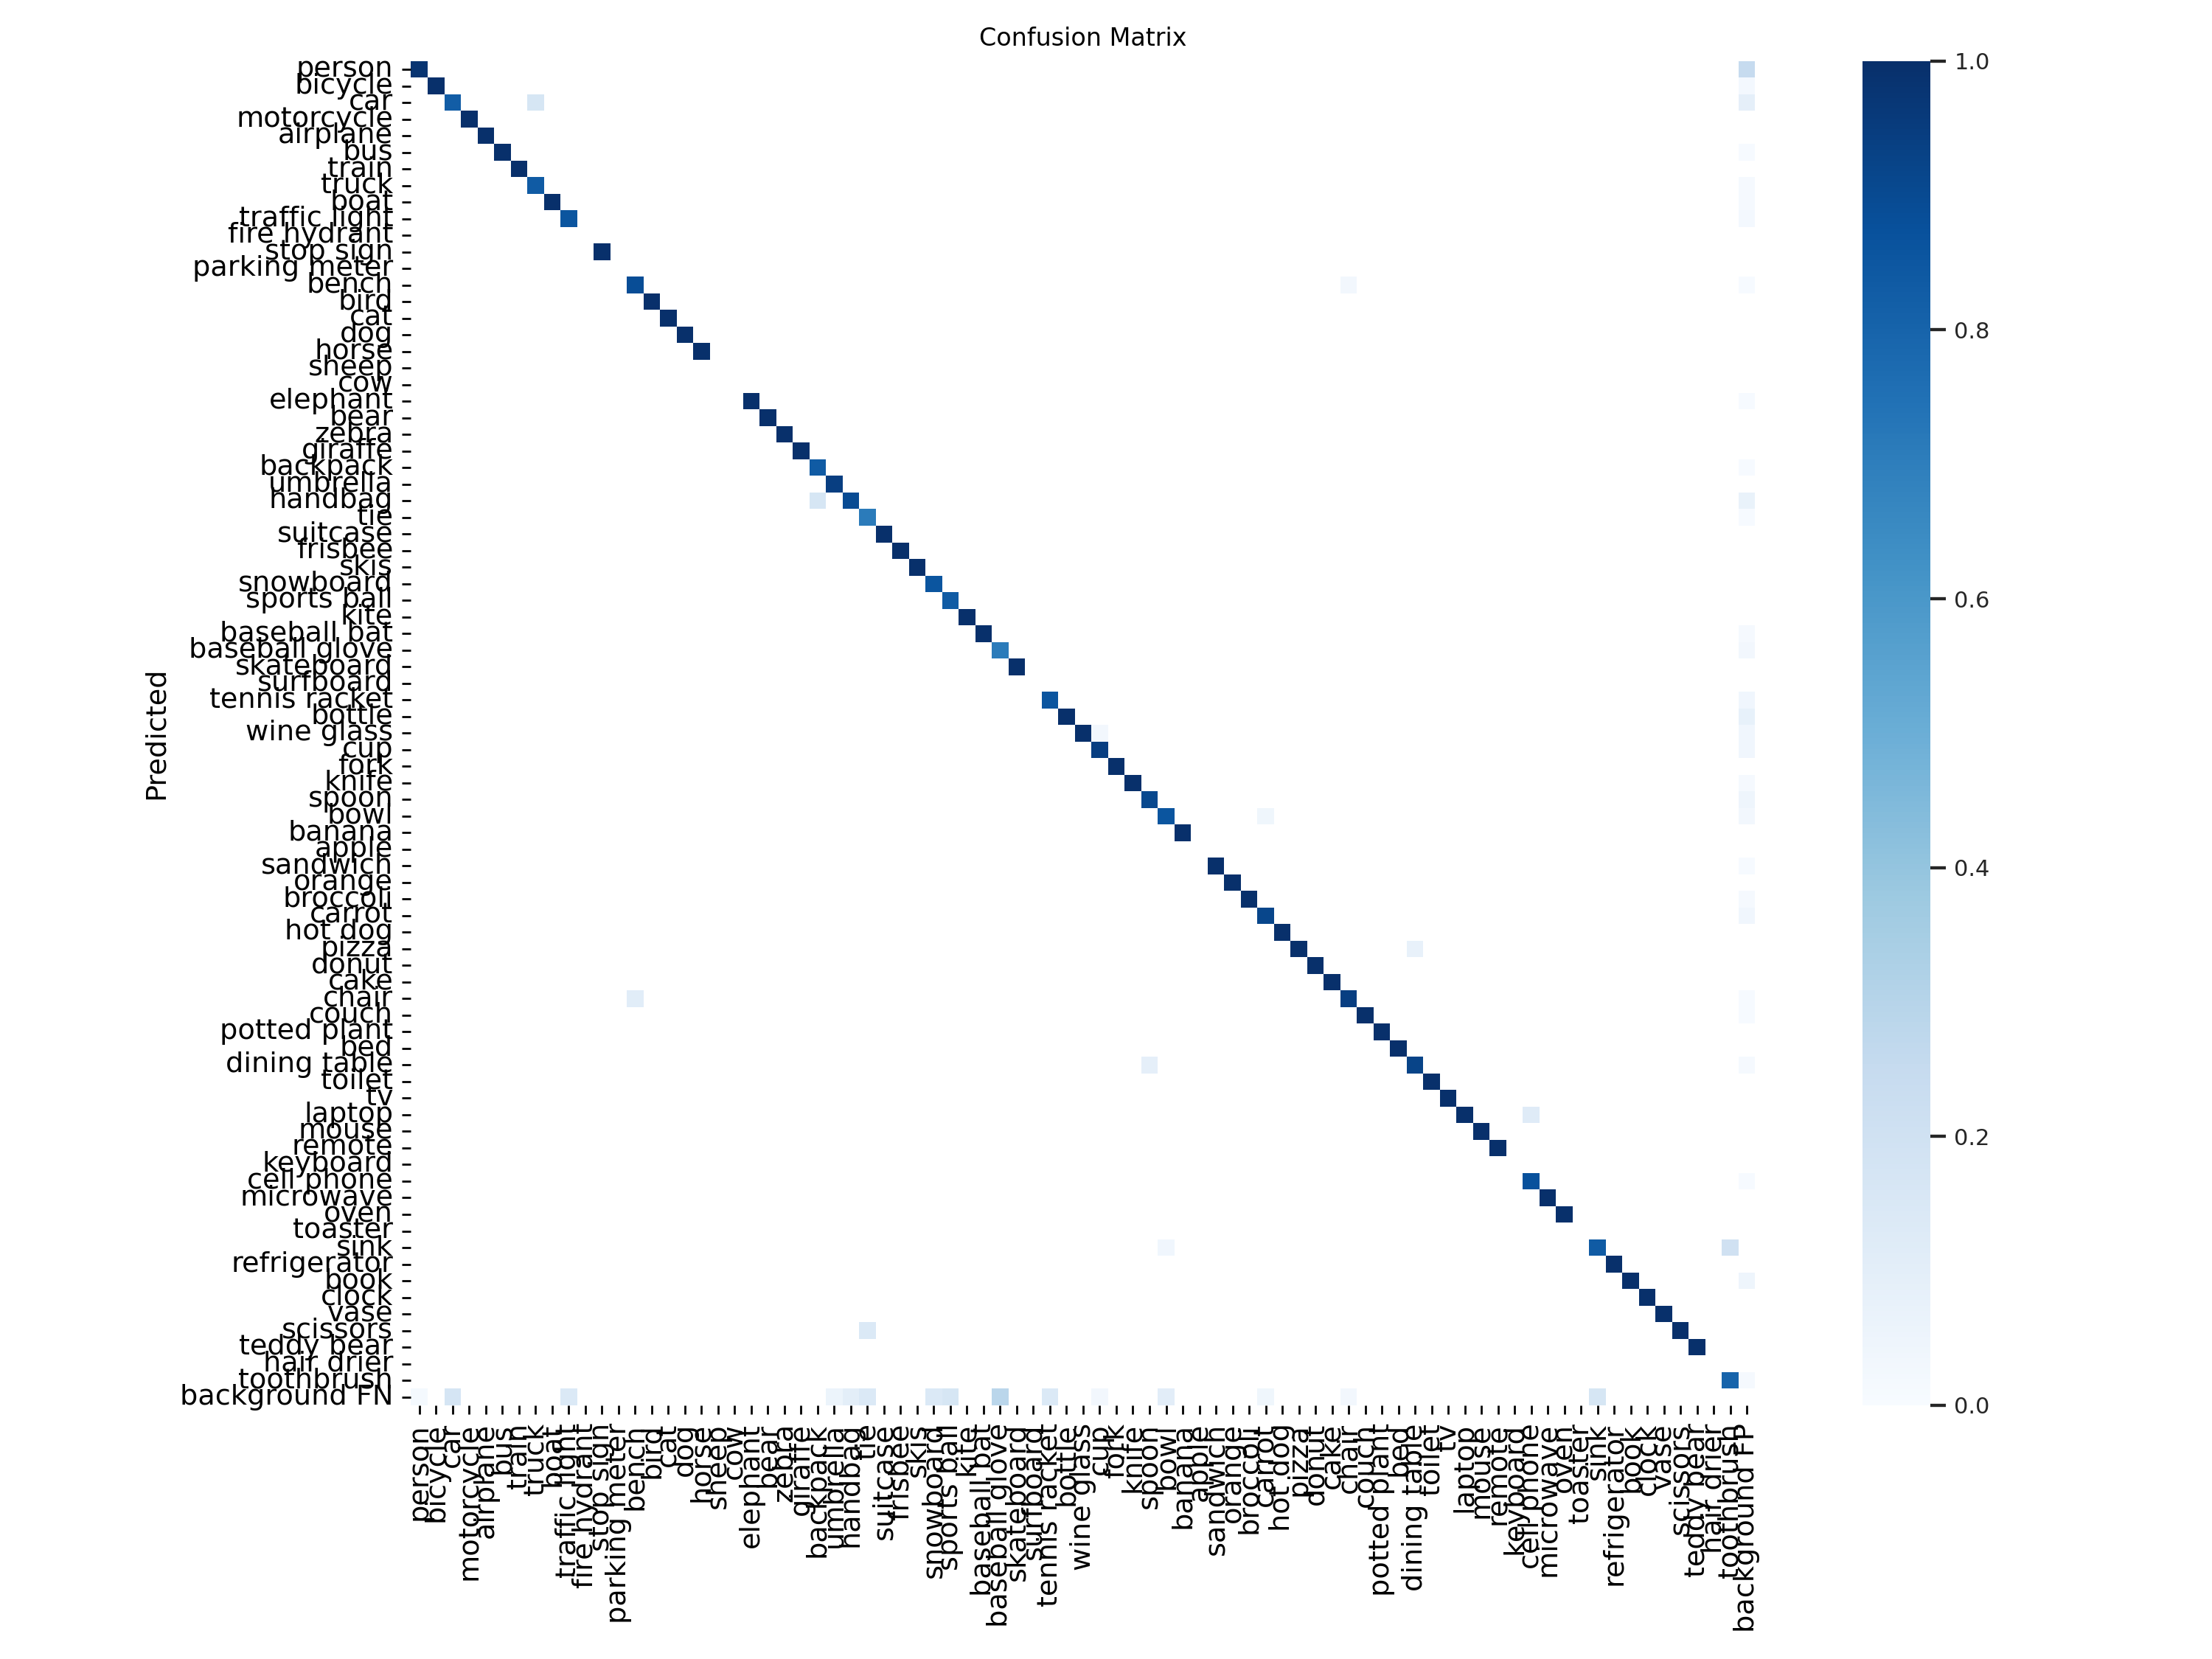 Confusion Matrix
person
bicycle
car
motorcycle
airplane
bus
train
truck
boat
traffic light
fire hydrant
stop sign
parking meter
bench
bird
cat
dog
horse
sheep
cow
elephant
bear
zebra
giraffe
backpack
umbrella
handbag
tie
suitcase
frisbee
skis
snowboard
sports ball
kite
baseball bat
baseball glove
skateboard
surfboard
tennis racket
bottle
wine glass
cup
fork
knife
spoon
bowl
banana
apple
sandwich
orange
broccoli
carrot
hot dog
pizza
donut
cake
chair
couch
potted plant
bed
dining table
toilet
tv
laptop
mouse
remote
keyboard
cell phone
microwave
oven
toaster
sink
refrigerator
book
clock
vase
scissors
teddy bear
hair drier
toothbrush
background FN
Predicted
person
bicycle
car
motorcycle
airplane
bus
train
truck
boat
traffic light
fire hydrant
stop sign
parking meter
bench
bird
cat
dog
horse
sheep
cow
elephant
bear
zebra
giraffe
backpack
umbrella
handbag
tie
suitcase
frisbee
skis
snowboard
sports ball
kite
baseball bat
baseball glove
skateboard
surfboard
tennis racket
bottle
wine glass
cup
fork
knife
spoon
bowl
banana
apple
sandwich
orange
broccoli
carrot
hot dog
pizza
donut
cake
chair
couch
potted plant
bed
dining table
toilet
tv
laptop
mouse
remote
keyboard
cell phone
microwave
oven
toaster
sink
refrigerator
book
clock
vase
scissors
teddy bear
hair drier
toothbrush
background FP
1.0
0.8
0.6
0.4
0.2
0.0